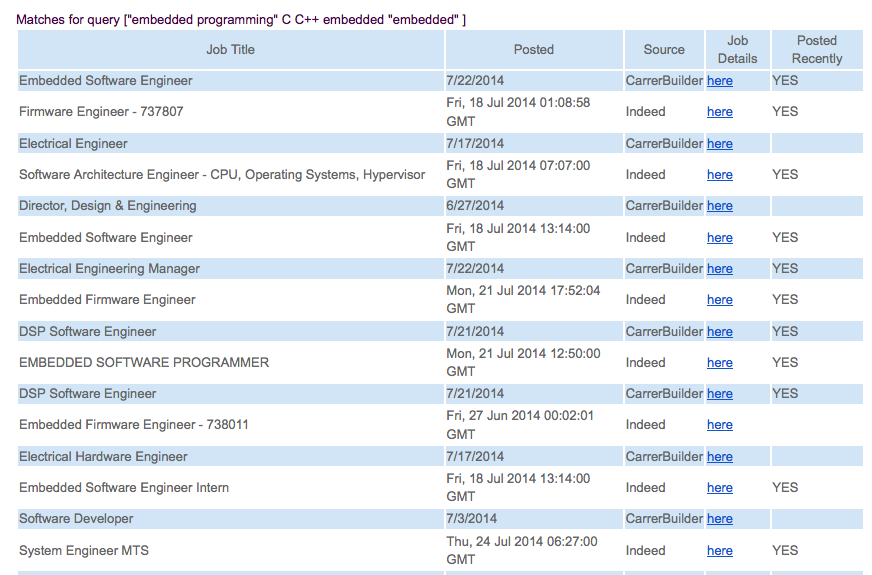 Matches for query ["embedded programming" C C++ embedded "embedded" ]
Job Title Posted Source Job Details Posted Recently
Embedded Software Engineer 7/22/2014 CarrerBuilder here YES
Firmware Engineer - 737807 Fri, 18 Jul 2014 01:08:58 GMT Indeed here YES
Electrical Engineer 7/17/2014 CarrerBuilder here
Software Architecture Engineer - CPU, Operating Systems, Hypervisor Fri, 18 Jul 2014 07:07:00 GMT Indeed here YES
Director, Design & Engineering 6/27/2014 CarrerBuilder here
Embedded Software Engineer Fri, 18 Jul 2014 13:14:00 GMT Indeed here YES
Electrical Engineering Manager 7/22/2014 CarrerBuilder here YES
Embedded Firmware Engineer Mon, 21 Jul 2014 17:52:04 GMT Indeed here YES
DSP Software Engineer 7/21/2014 CarrerBuilder here YES
EMBEDDED SOFTWARE PROGRAMMER Mon, 21 Jul 2014 12:50:00 GMT Indeed here YES
DSP Software Engineer 7/21/2014 CarrerBuilder here YES
Embedded Firmware Engineer - 738011 Fri, 27 Jun 2014 00:02:01 GMT Indeed here
Electrical Hardware Engineer 7/17/2014 CarrerBuilder here
Embedded Software Engineer Intern Fri, 18 Jul 2014 13:14:00 GMT Indeed here YES
Software Developer 7/3/2014 CarrerBuilder here
System Engineer MTS Thu, 24 Jul 2014 06:27:00 GMT Indeed here YES